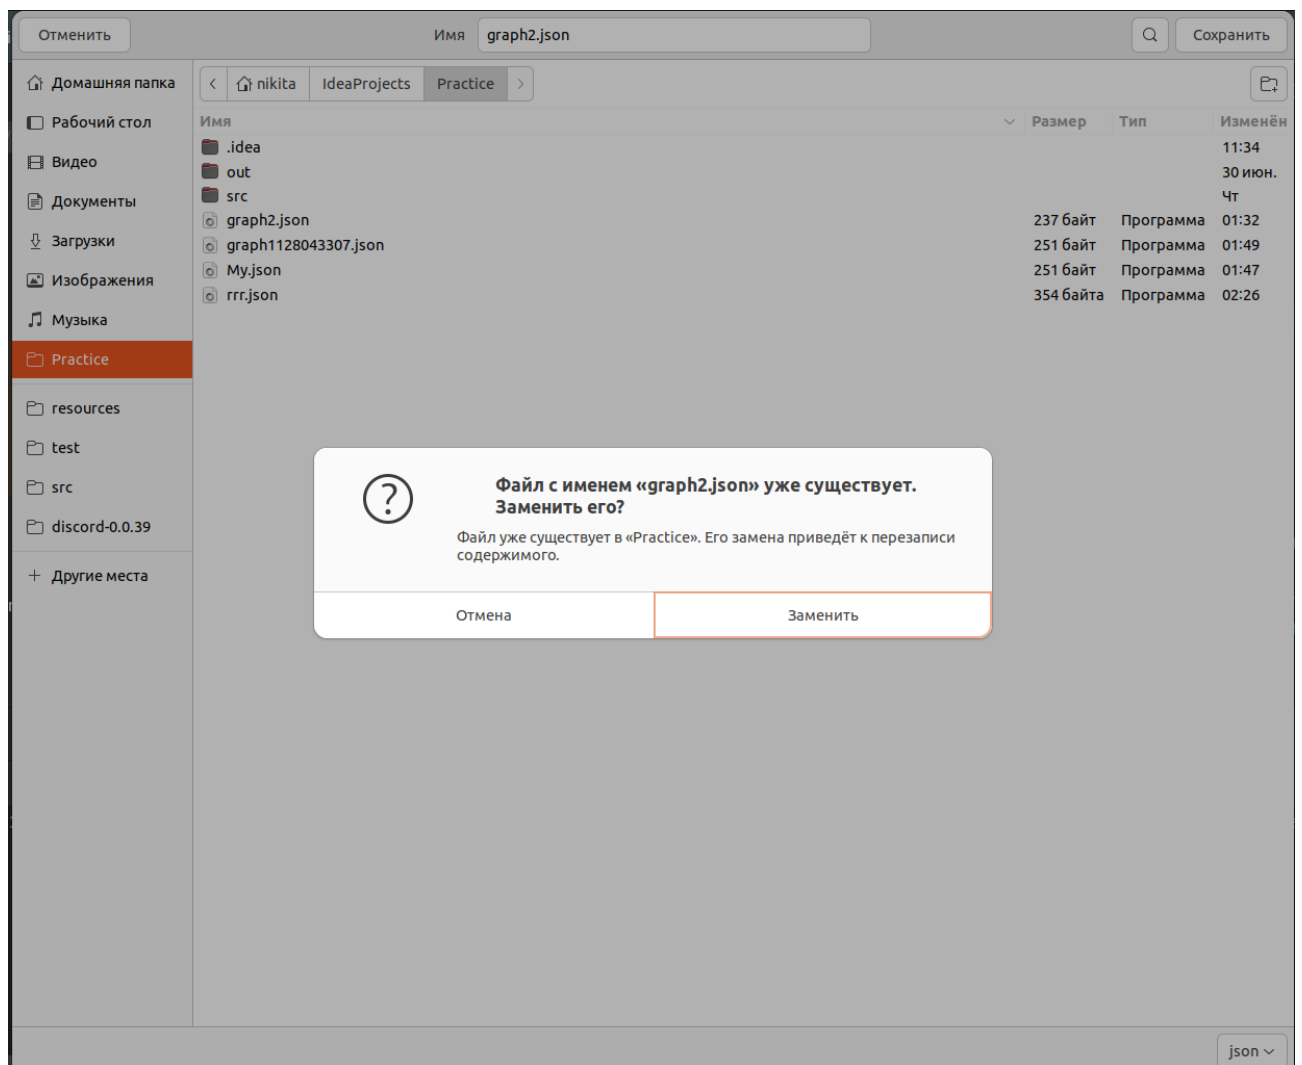 Отменить
Имя graph2.json
Сохранить
Домашняя папка
Рабочий стол
Видео
Документы
Загрузки
Изображения
Музыка
Practice
resources
test
src
discord-0.0.39
+ Другие места
nikita IdeaProjects Practice
Имя Размер Тип Изменён
.idea 11:34
out 30 июн.
src Чт
graph2.json 237 байт Программа 01:32
graph1128043307.json 251 байт Программа 01:49
My.json 251 байт Программа 01:47
rrr.json 354 байта Программа 02:26
Файл с именем «graph2.json» уже существует.
Заменить его?
Файл уже существует в «Practice». Его замена приведёт к перезаписи
содержимого.
Отмена Заменить
json